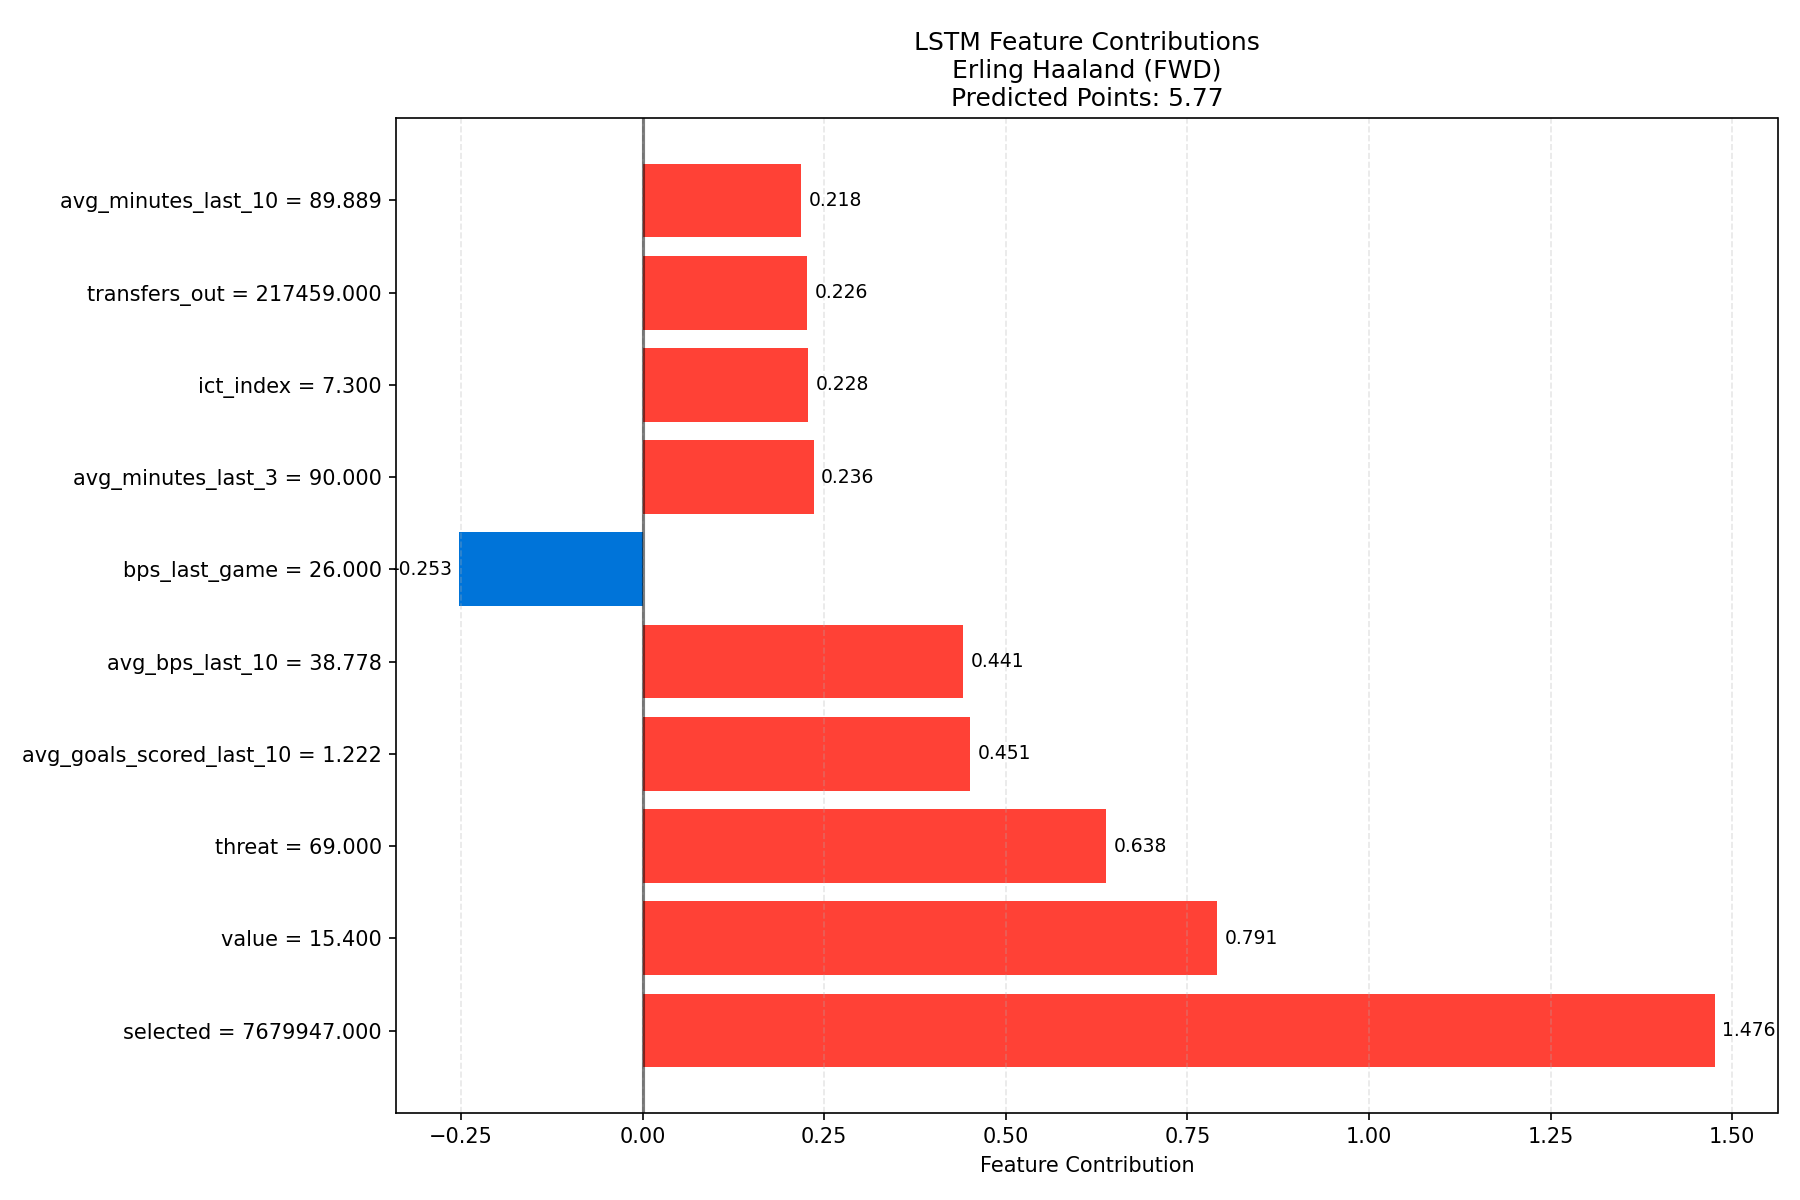 LSTM Feature Contributions
Erling Haaland (FWD)
Predicted Points: 5.77
avg_minutes_last_10 = 89.889
0.218
transfers_out = 217459.000
0.226
ict_index = 7.300
0.228
avg_minutes_last_3 = 90.000
0.236
bps_last_game = 26.000
-0.253
avg_bps_last_10 = 38.778
0.441
avg_goals_scored_last_10 = 1.222
0.451
threat = 69.000
0.638
value = 15.400
0.791
selected = 7679947.000
1.476
−0.25 0.00 0.25 0.50 0.75 1.00 1.25 1.50
Feature Contribution